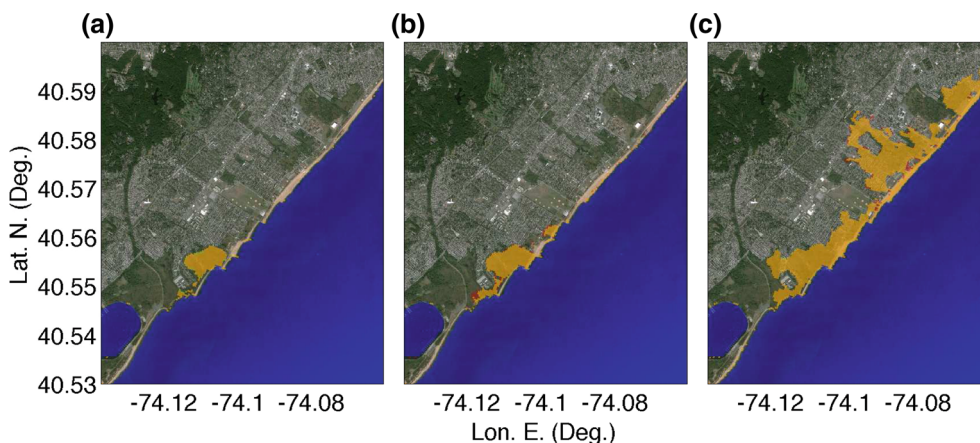 (a) (b) (c)
Lat. N. (Deg.)
40.59
40.58
40.57
40.56
40.55
40.54
40.53
-74.12 -74.1 -74.08 -74.12 -74.1 -74.08 -74.12 -74.1 -74.08
Lon. E. (Deg.)